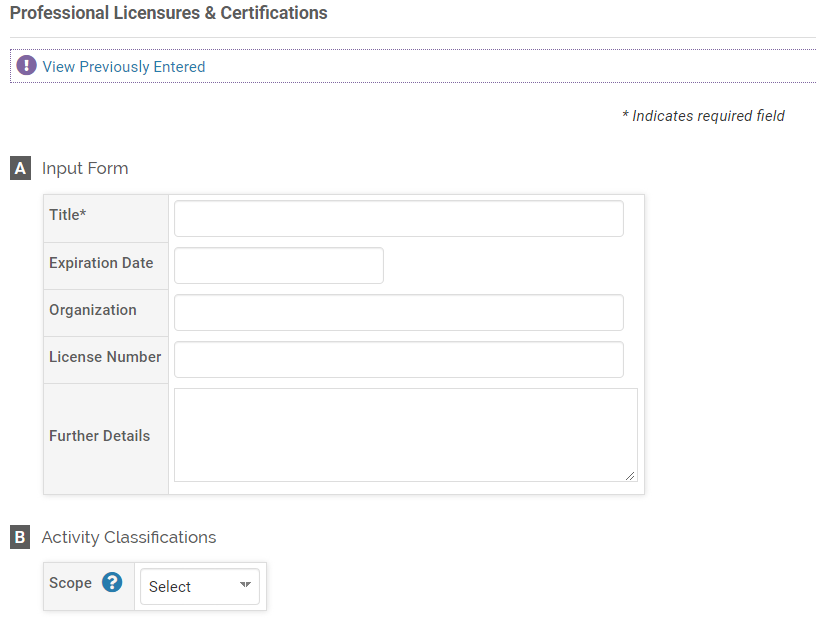 Professional Licensures & Certifications
! View Previously Entered
* Indicates required field
A Input Form
Title*
Expiration Date
Organization
License Number
Further Details
B Activity Classifications
Scope ? Select